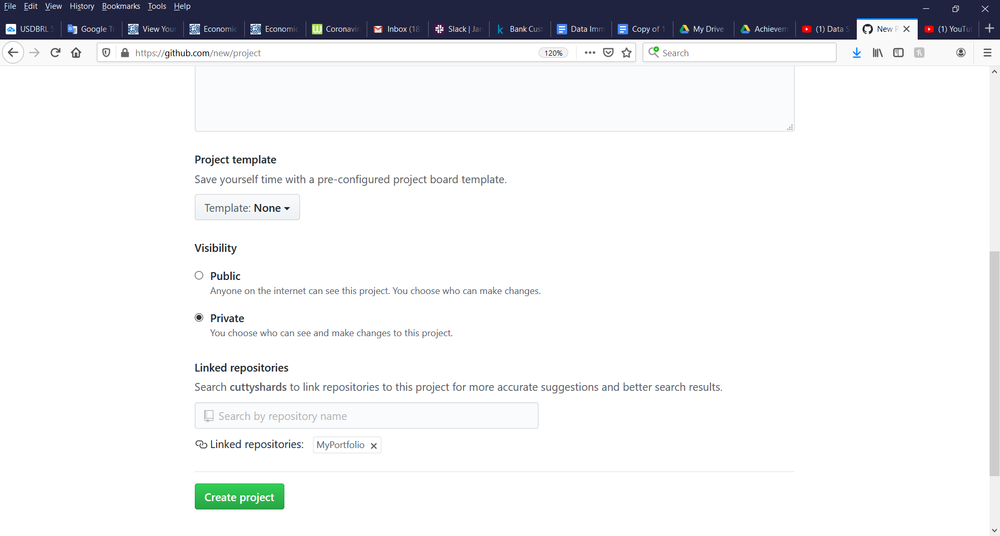 File Edit View History Bookmarks Tools Help
USDBRL 5
Google Tr
View Your
Economic
Economic
Coronavir
Inbox (18
Slack | Jan
Bank Cust
Data Imm
Copy of 1
My Drive
Achievem
(1) Data S
New P
(1) YouTu
https://github.com/new/project
120%
Search
Project template
Save yourself time with a pre-configured project board template.
Template: None
Visibility
Public
Anyone on the internet can see this project. You choose who can make changes.
Private
You choose who can see and make changes to this project.
Linked repositories
Search cuttyshards to link repositories to this project for more accurate suggestions and better search results.
Search by repository name
Linked repositories: MyPortfolio
Create project